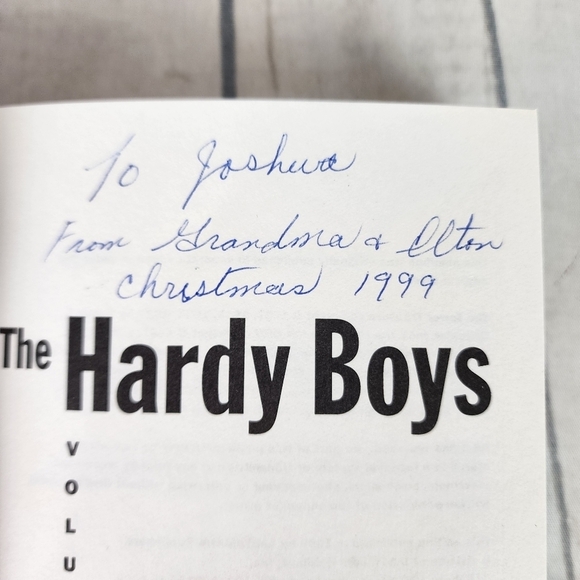 To Joshua
From Grandma & Elton
Christmas 1999
The Hardy Boys
V
O
L
U